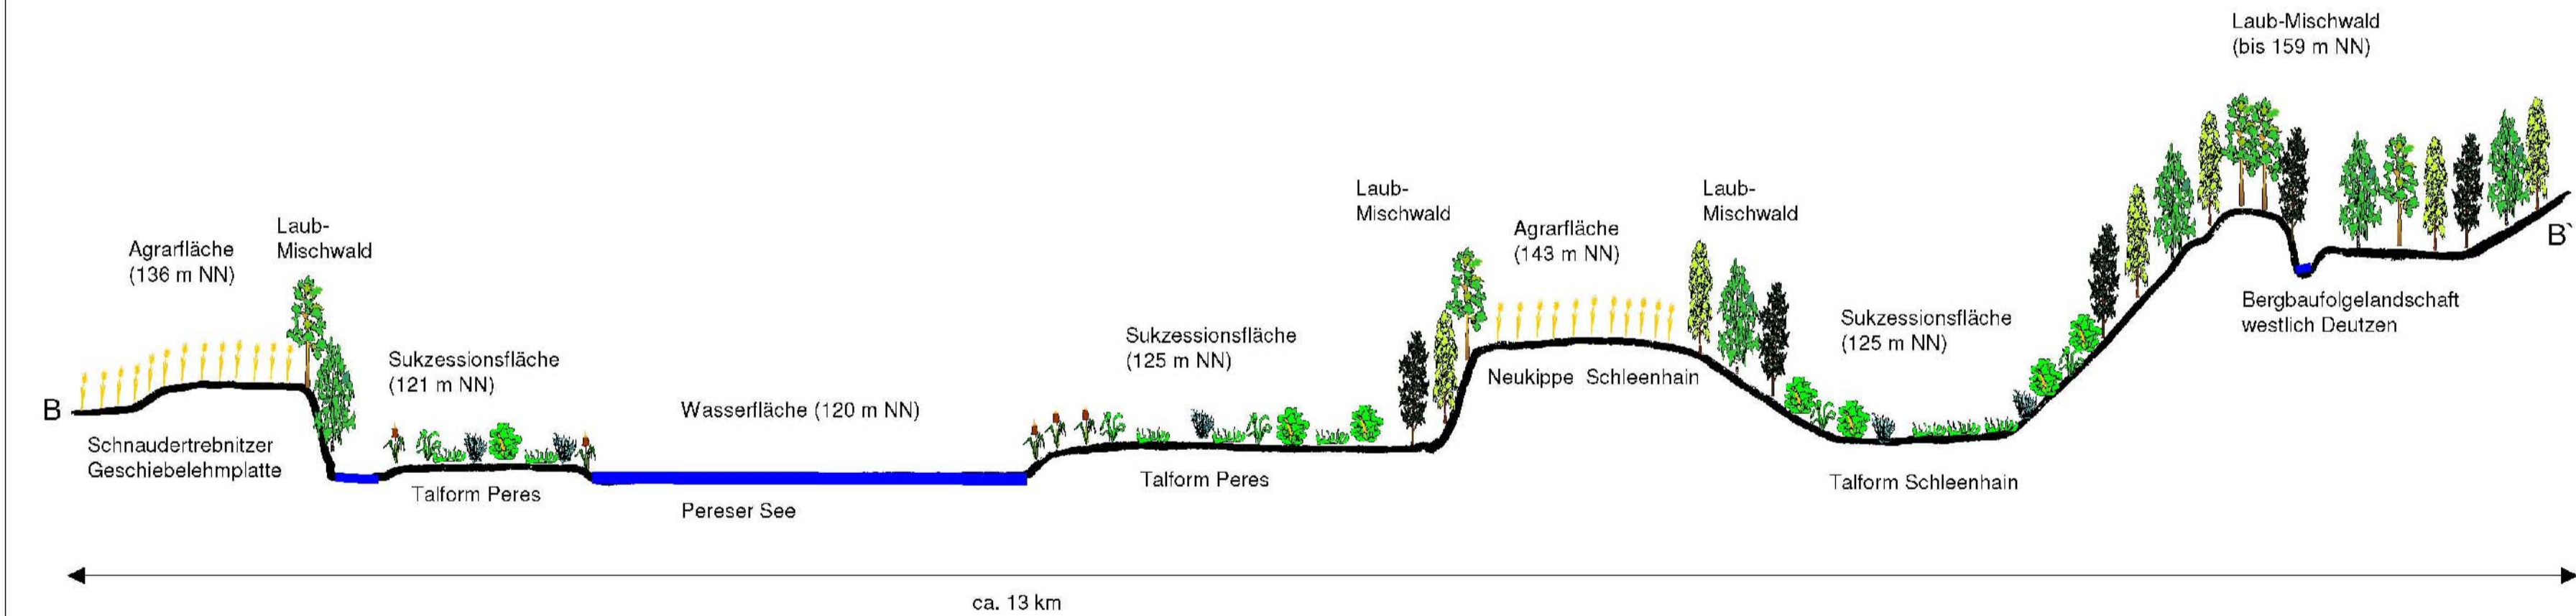 Laub-Mischwald
(bis 159 m NN)
Laub-
Mischwald
Laub-
Mischwald
Laub-
Mischwald
Agrarfläche
(136 m NN)
Agrarfläche
(143 m NN)
Sukzessionsfläche
(121 m NN)
Wasserfläche (120 m NN)
Sukzessionsfläche
(125 m NN)
Sukzessionsfläche
(125 m NN)
B
B`
Schnaudertrebnitzer
Geschiebelehmplatte
Talform Peres
Pereser See
Talform Peres
Neukippe Schleenhain
Talform Schleenhain
Bergbaufolgelandschaft
westlich Deutzen
ca. 13 km